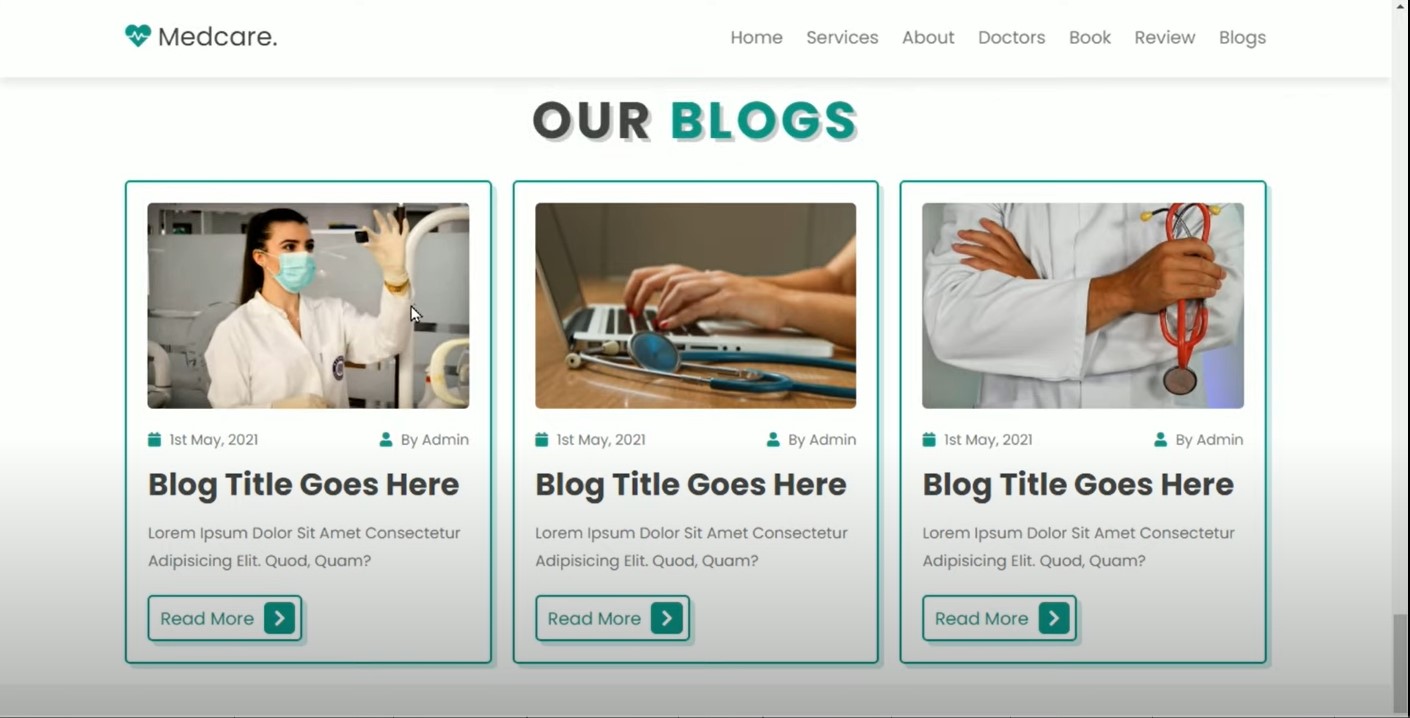 Medcare.
Home Services About Doctors Book Review Blogs
OUR BLOGS
1st May, 2021 By Admin
Blog Title Goes Here
Lorem Ipsum Dolor Sit Amet Consectetur
Adipisicing Elit. Quod, Quam?
Read More
1st May, 2021 By Admin
Blog Title Goes Here
Lorem Ipsum Dolor Sit Amet Consectetur
Adipisicing Elit. Quod, Quam?
Read More
1st May, 2021 By Admin
Blog Title Goes Here
Lorem Ipsum Dolor Sit Amet Consectetur
Adipisicing Elit. Quod, Quam?
Read More